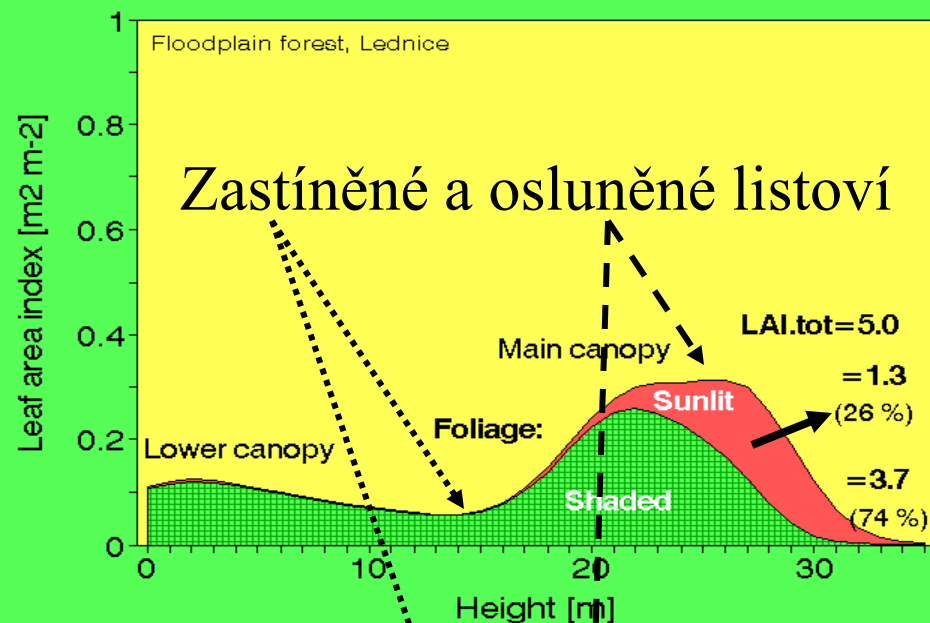 1
Floodplain forest, Lednice
0.8
Zastíněné a osluněné listoví
0.6
Leaf area index [m2 m-2]
0.4
LAI.tot=5.0
Main canopy
=1.3
Sunlit
(26 %)
Foliage:
0.2
Lower canopy
=3.7
Shaded
(74 %)
0
0 10 20 30
Height [m]